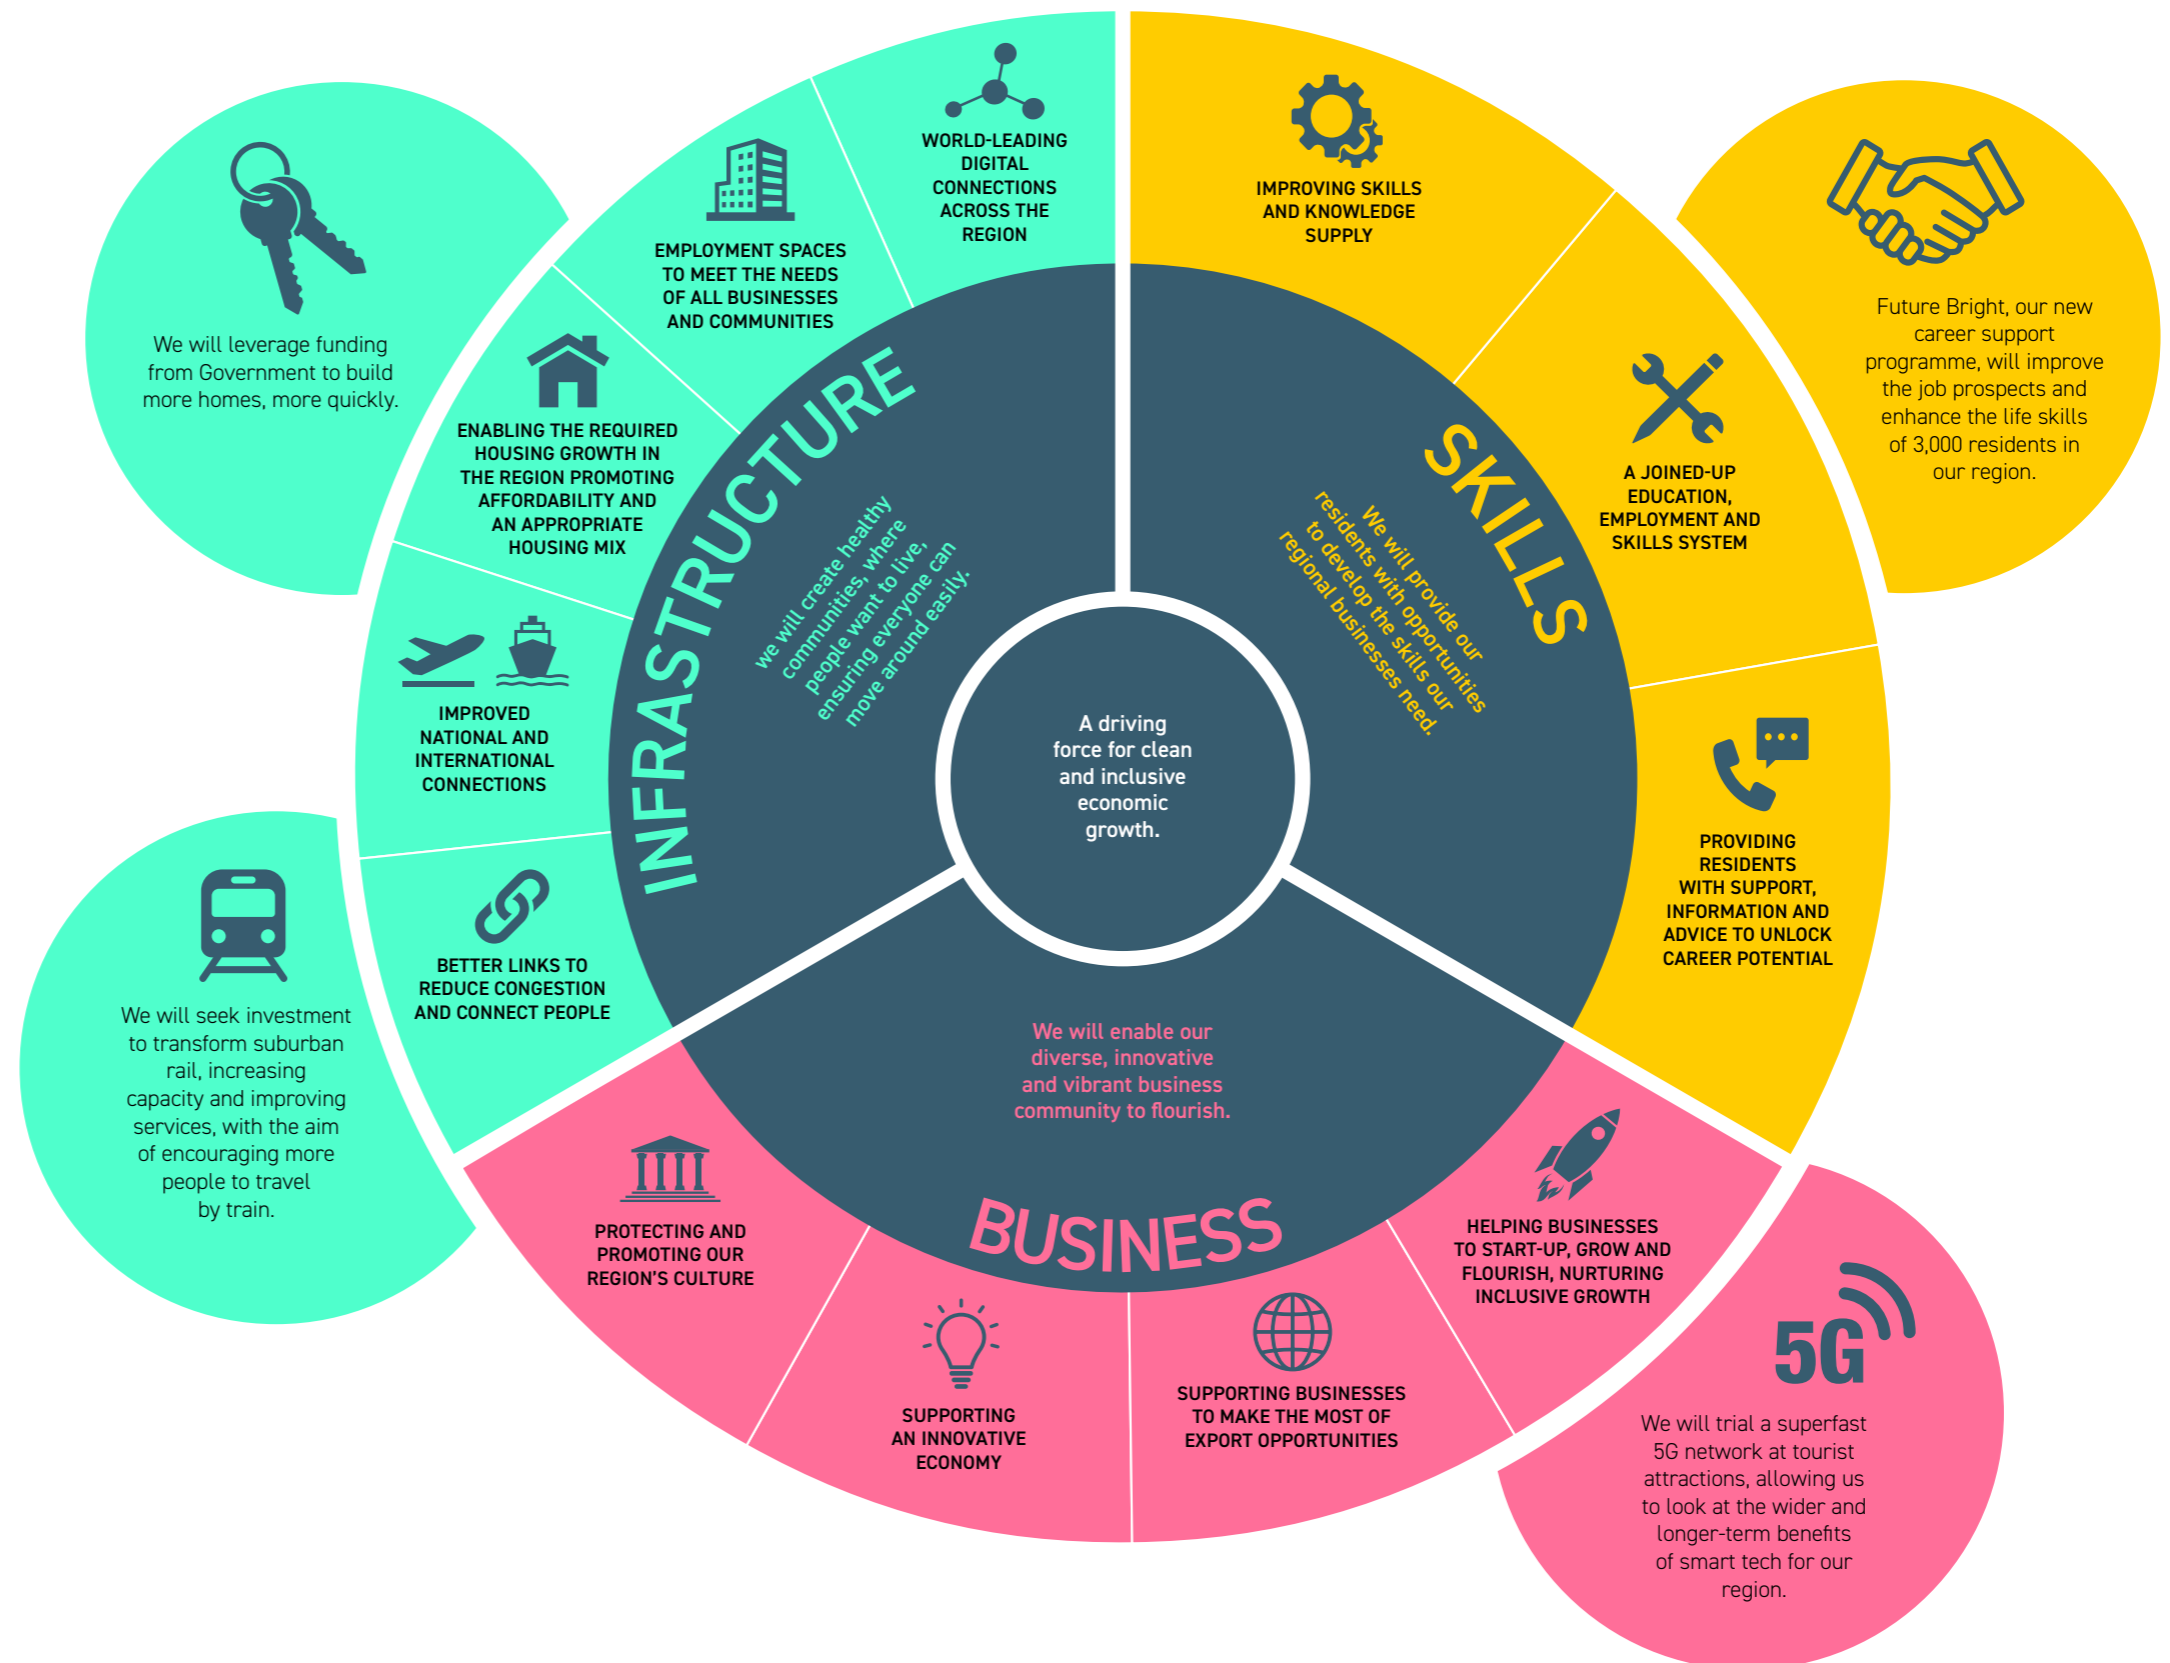 We will leverage funding
from Government to build
more homes, more quickly.
WORLD-LEADING
DIGITAL
CONNECTIONS
ACROSS THE
REGION
EMPLOYMENT SPACES
TO MEET THE NEEDS
OF ALL BUSINESSES
AND COMMUNITIES
ENABLING THE REQUIRED
HOUSING GROWTH IN
THE REGION PROMOTING
AFFORDABILITY AND
AN APPROPRIATE
HOUSING MIX
IMPROVED
NATIONAL AND
INTERNATIONAL
CONNECTIONS
BETTER LINKS TO
REDUCE CONGESTION
AND CONNECT PEOPLE
We will seek investment
to transform suburban
rail, increasing
capacity and improving
services, with the aim
of encouraging more
people to travel
by train.
INFRASTRUCTURE
we will create healthy
communities, where
people want to live,
ensuring everyone can
move around easily.
IMPROVING SKILLS
AND KNOWLEDGE
SUPPLY
A JOINED-UP
EDUCATION,
EMPLOYMENT AND
SKILLS SYSTEM
PROVIDING
RESIDENTS
WITH SUPPORT,
INFORMATION AND
ADVICE TO UNLOCK
CAREER POTENTIAL
Future Bright, our new
career support
programme, will improve
the job prospects and
enhance the life skills
of 3,000 residents in
our region.
SKILLS
We will provide our
residents with opportunities
to develop the skills our
regional businesses need.
A driving
force for clean
and inclusive
economic
growth.
We will enable our
diverse, innovative
and vibrant business
community to flourish.
BUSINESS
PROTECTING AND
PROMOTING OUR
REGION'S CULTURE
SUPPORTING
AN INNOVATIVE
ECONOMY
SUPPORTING BUSINESSES
TO MAKE THE MOST OF
EXPORT OPPORTUNITIES
HELPING BUSINESSES
TO START-UP, GROW AND
FLOURISH, NURTURING
INCLUSIVE GROWTH
5G
We will trial a superfast
5G network at tourist
attractions, allowing us
to look at the wider and
longer-term benefits
of smart tech for our
region.